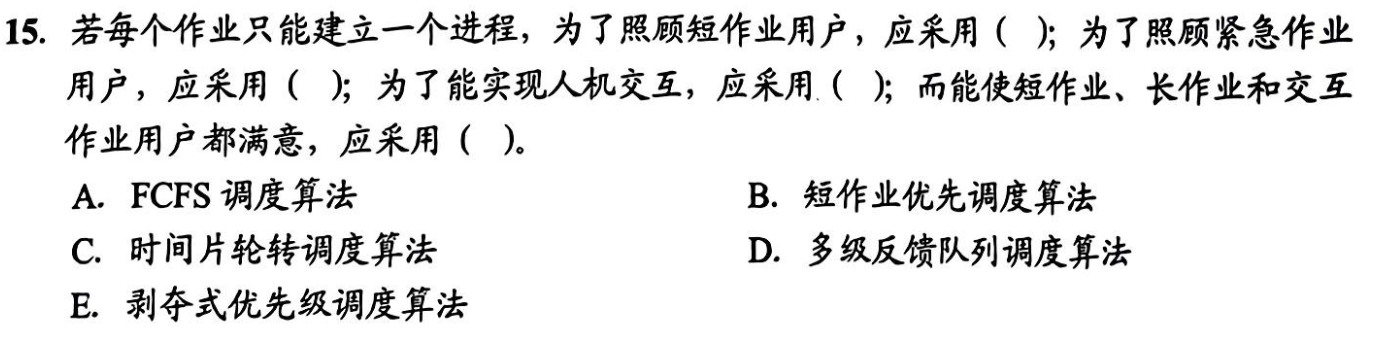 15. 若每个作业只能建立一个进程，为了照顾短作业用户，应采用（ ）；为了照顾紧急作业
用户，应采用（ ）；为了能实现人机交互，应采用（ ）；而能使短作业、长作业和交互
作业用户都满意，应采用（ ）。
A. FCFS 调度算法
B. 短作业优先调度算法
C. 时间片轮转调度算法
D. 多级反馈队列调度算法
E. 剥夺式优先级调度算法